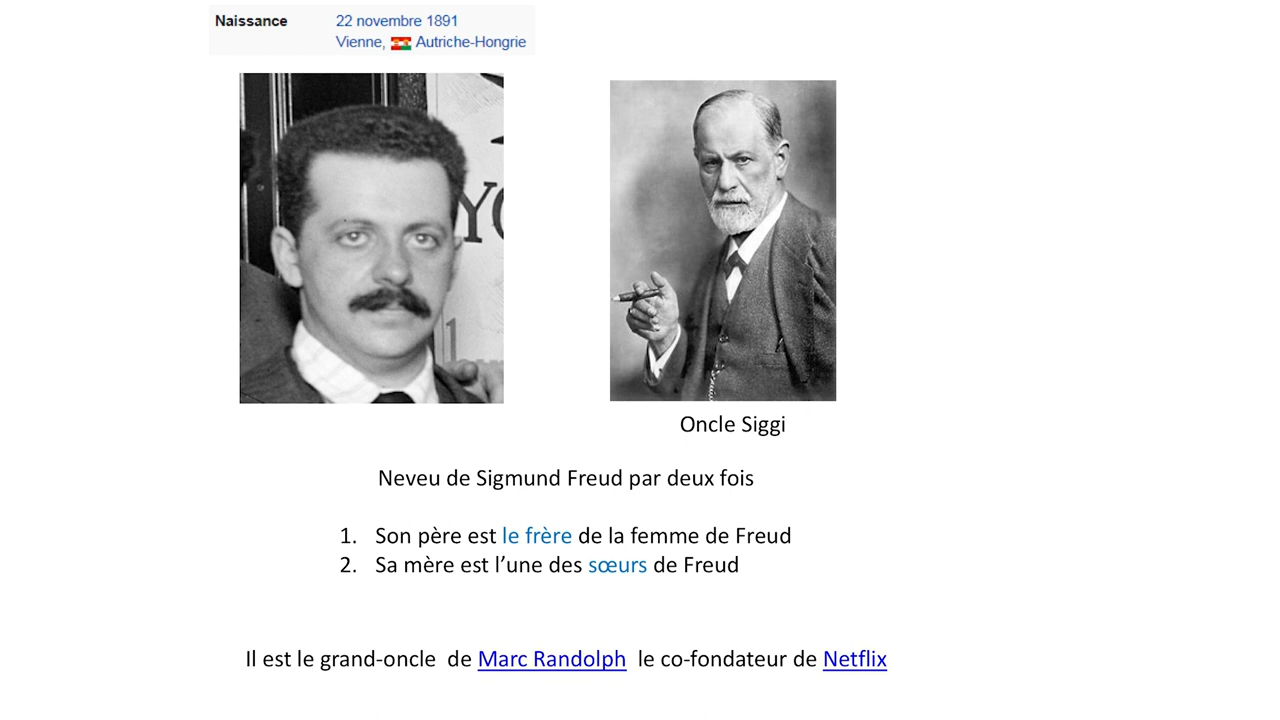 Naissance 22 novembre 1891
Vienne, Autriche-Hongrie
YO
Oncle Siggi
Neveu de Sigmund Freud par deux fois
1. Son père est le frère de la femme de Freud
2. Sa mère est l’une des sœurs de Freud
Il est le grand-oncle de Marc Randolph le co-fondateur de Netflix